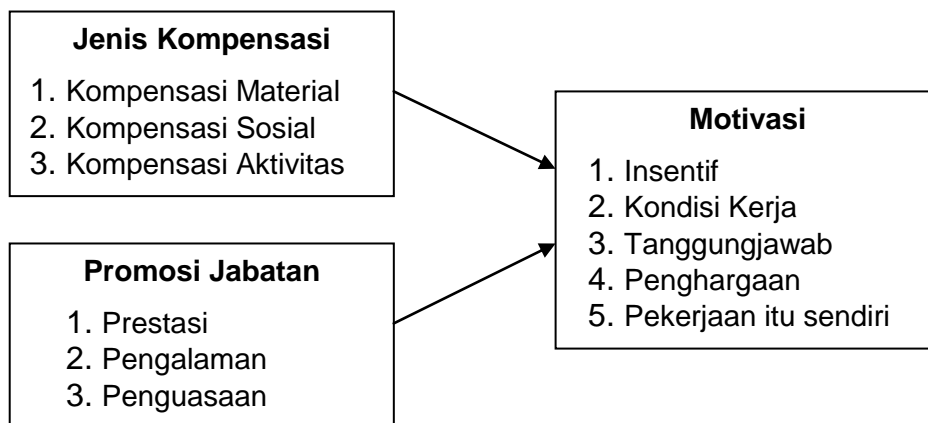 Jenis Kompensasi
1. Kompensasi Material
2. Kompensasi Sosial
3. Kompensasi Aktivitas
Promosi Jabatan
1. Prestasi
2. Pengalaman
3. Penguasaan
Motivasi
1. Insentif
2. Kondisi Kerja
3. Tanggungjawab
4. Penghargaan
5. Pekerjaan itu sendiri